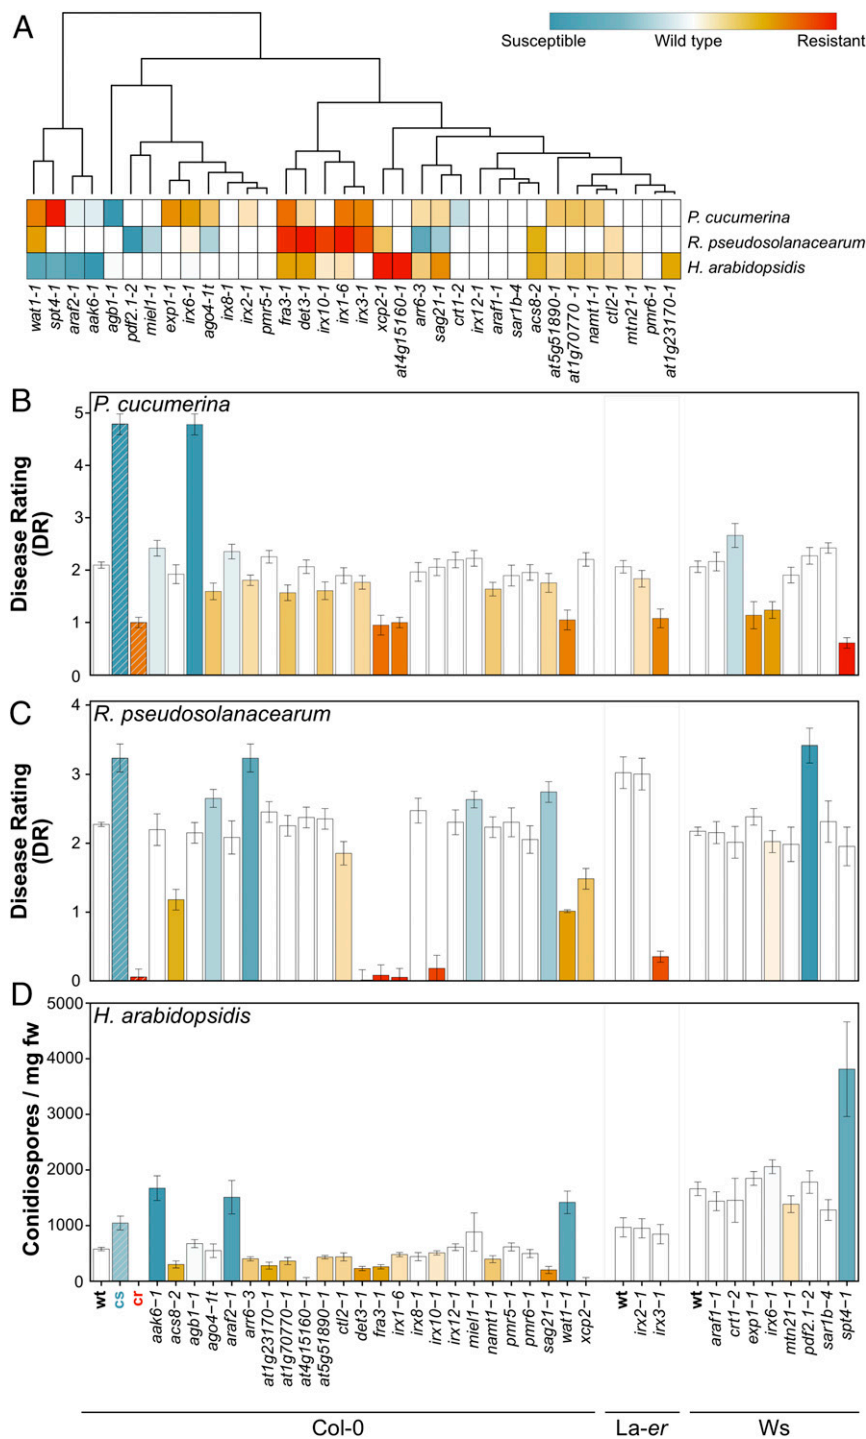 A
Susceptible Wild type Resistant
P. cucumerina
R. pseudosolanacearum
H. arabidopsidis
wat1-1
spt4-1
araf2-1
aak6-1
agb1-1
pdf2.1-2
miel1-1
exp1-1
irx6-1
ago4-1t
irx8-1
irx2-1
pmr5-1
fra3-1
det3-1
irx10-1
irx1-6
irx3-1
xcp2-1
at4g15160-1
arr6-3
sag21-1
crt1-2
irx12-1
araf1-1
sar1b-4
acs8-2
at5g51890-1
at1g70770 -1
namt1-1
ctl2-1
mtn21-1
pmr6-1
at1g23170-1
B
P. cucumerina
Disease Rating
(DR)
5
4
3
2
1
0
C
R. pseudosolanacearum
Disease Rating
(DR)
4
3
2
1
0
D
H. arabidopsidis
Conidiospores / mg fw
5000
4000
3000
2000
1000
0
wt
cs
cr
aak6-1
acs8-2
agb1-1
ago4-1t
araf2-1
arr6-3
at1g23170-1
at1g70770-1
at4g15160-1
at5g51890-1
ctl2-1
det3-1
fra3-1
irx1-6
irx8-1
irx10-1
irx12-1
miel1-1
namt1-1
pmr5-1
pmr6-1
sag21-1
wat1-1
xcp2-1
wt
irx2-1
irx3-1
wt
araf1-1
crt1-2
exp1-1
irx6-1
mtn21-1
pdf2.1-2
sar1b-4
spt4-1
Col-0 La-er Ws